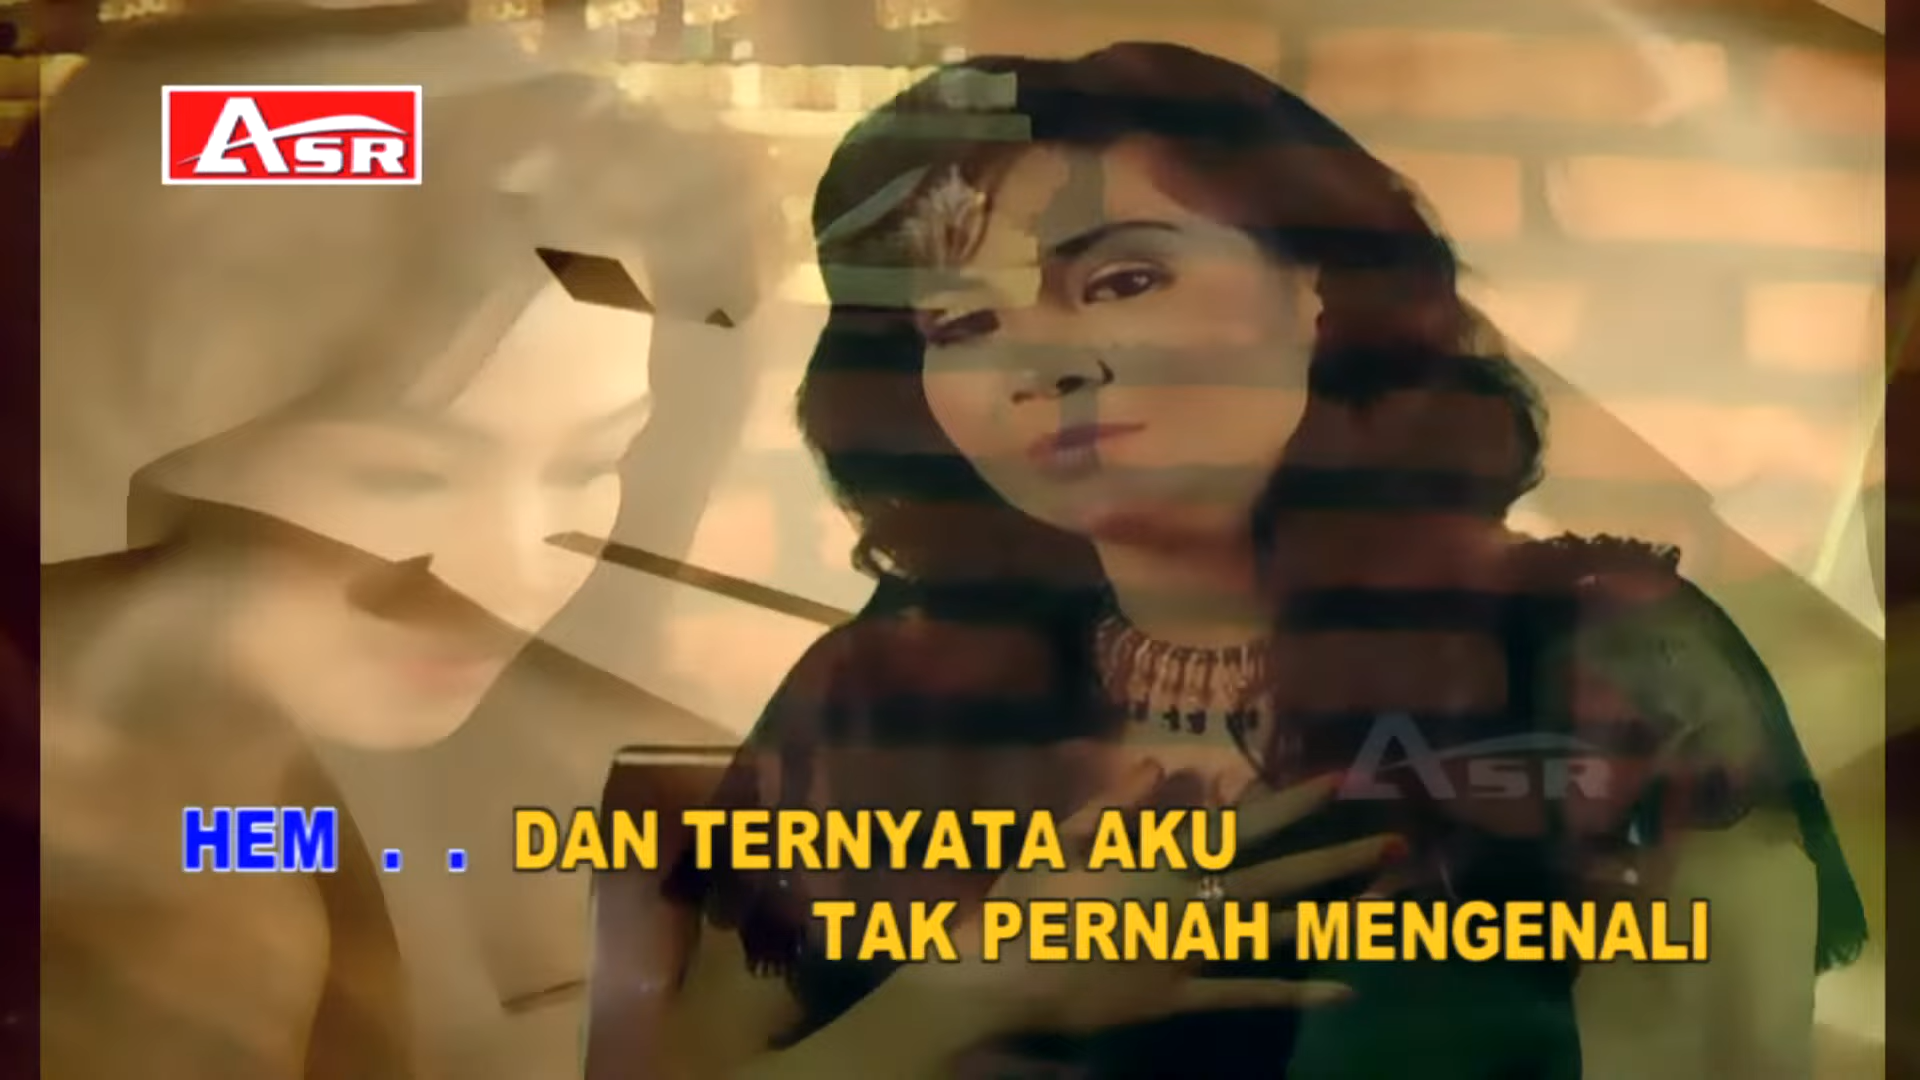 ASR
ASR
HEM . . DAN TERNYATA AKU
TAK PERNAH MENGENALI